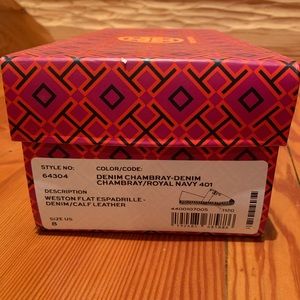 STYLE NO:
64304
COLOR/CODE:
DENIM CHAMBRAY-DENIM
CHAMBRAY/ROYAL NAVY 401
DESCRIPTION
WESTON FLAT ESPADRILLE -
DENIM/CALF LEATHER
SIZE US
8